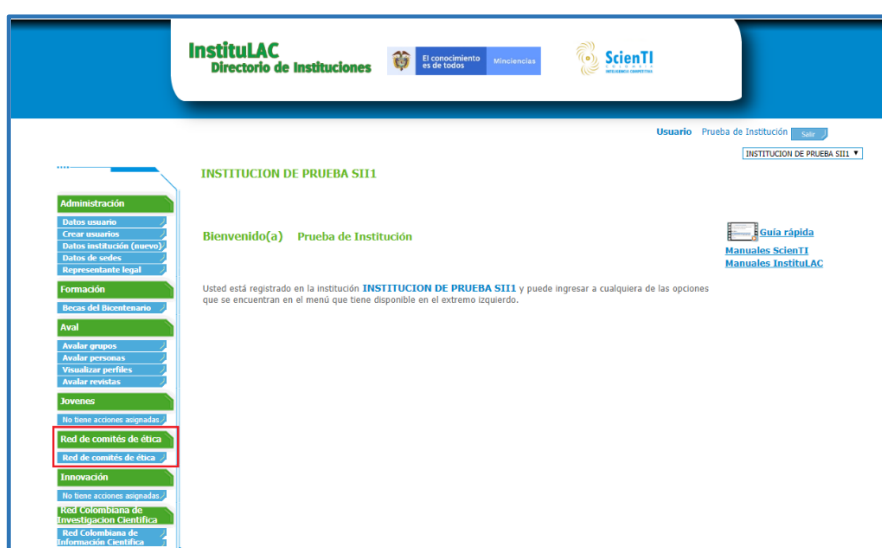 InstituLAC
Directorio de Instituciones
El conocimiento
es de todos
Minciencias
ScienTI
COLOMBIA
Usuario Prueba de Institución Salir
INSTITUCION DE PRUEBA SII1
INSTITUCION DE PRUEBA SII1
Administración
Datos usuario
Crear usuarios
Datos institución (nuevo)
Datos de sedes
Representante legal
Formación
Becas del Bicentenario
Aval
Avalar grupos
Avalar personas
Visualizar perfiles
Avalar revistas
Jovenes
No tiene acciones asignadas
Red de comités de ética
Red de comités de ética
Innovación
No tiene acciones asignadas
Red Colombiana de
Investigacion Cientifica
Red Colombiana de
Información Científica
Bienvenido(a) Prueba de Institución
Usted está registrado en la institución INSTITUCION DE PRUEBA SII1 y puede ingresar a cualquiera de las opciones
que se encuentran en el menú que tiene disponible en el extremo izquierdo.
Guía rápida
Manuales ScienTI
Manuales InstituLAC